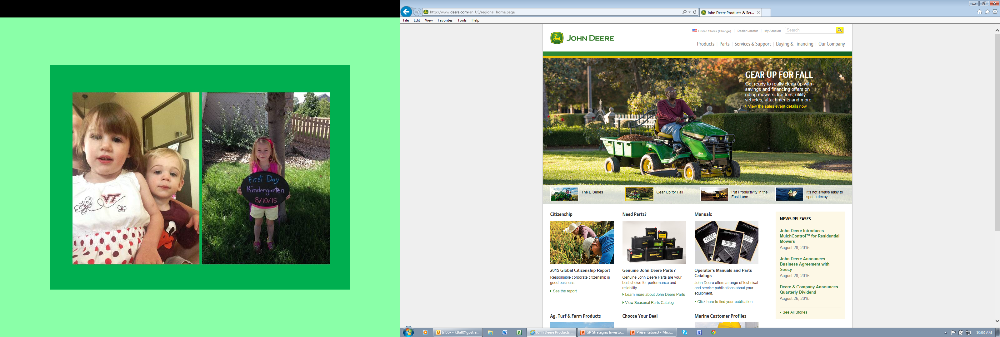 VT
First Day
Kindergarten
8/10/15
http://www.deere.com/en_US/regional_home.page
John Deere Products & Ser...
File Edit View Favorites Tools Help
United States (Change) | Dealer Locator | My Account Search
JOHN DEERE
Products | Parts | Services & Support | Buying & Financing | Our Company
GEAR UP FOR FALL
Get ready to really clean up with
savings and financing offers on
riding mowers, tractors, utility
vehicles, attachments and more.
View the sales event details now
The E Series
Gear Up for Fall
Put Productivity in the
Fast Lane
It's not always easy to
spot a decoy
Citizenship
2015 Global Citizenship Report
Responsible corporate citizenship is
good business.
See the report
Need Parts?
Genuine John Deere Parts?
Genuine John Deere Parts are your
best choice for performance and
reliability.
Learn more about John Deere Parts
View Seasonal Parts Catalog
Manuals
JOHN DEERE
JOHN DEERE
JOHN DEERE
Operator's Manuals and Parts
Catalogs
John Deere offers a range of technical
and service publications about your
equipment.
Click here to find your publication
NEWS RELEASES
John Deere Introduces
MulchControl™ for Residential
Mowers
August 28, 2015
John Deere Announces
Business Agreement with
Soucy
August 28, 2015
Deere & Company Announces
Quarterly Dividend
August 26, 2015
See All Stories
Ag, Turf & Farm Products
Choose Your Deal
Marine Customer Profiles
Inbox - KBall@gpstra...
John Deere Products ...
GP Strategies Investo...
Presentation3 - Micr...
10:03 AM